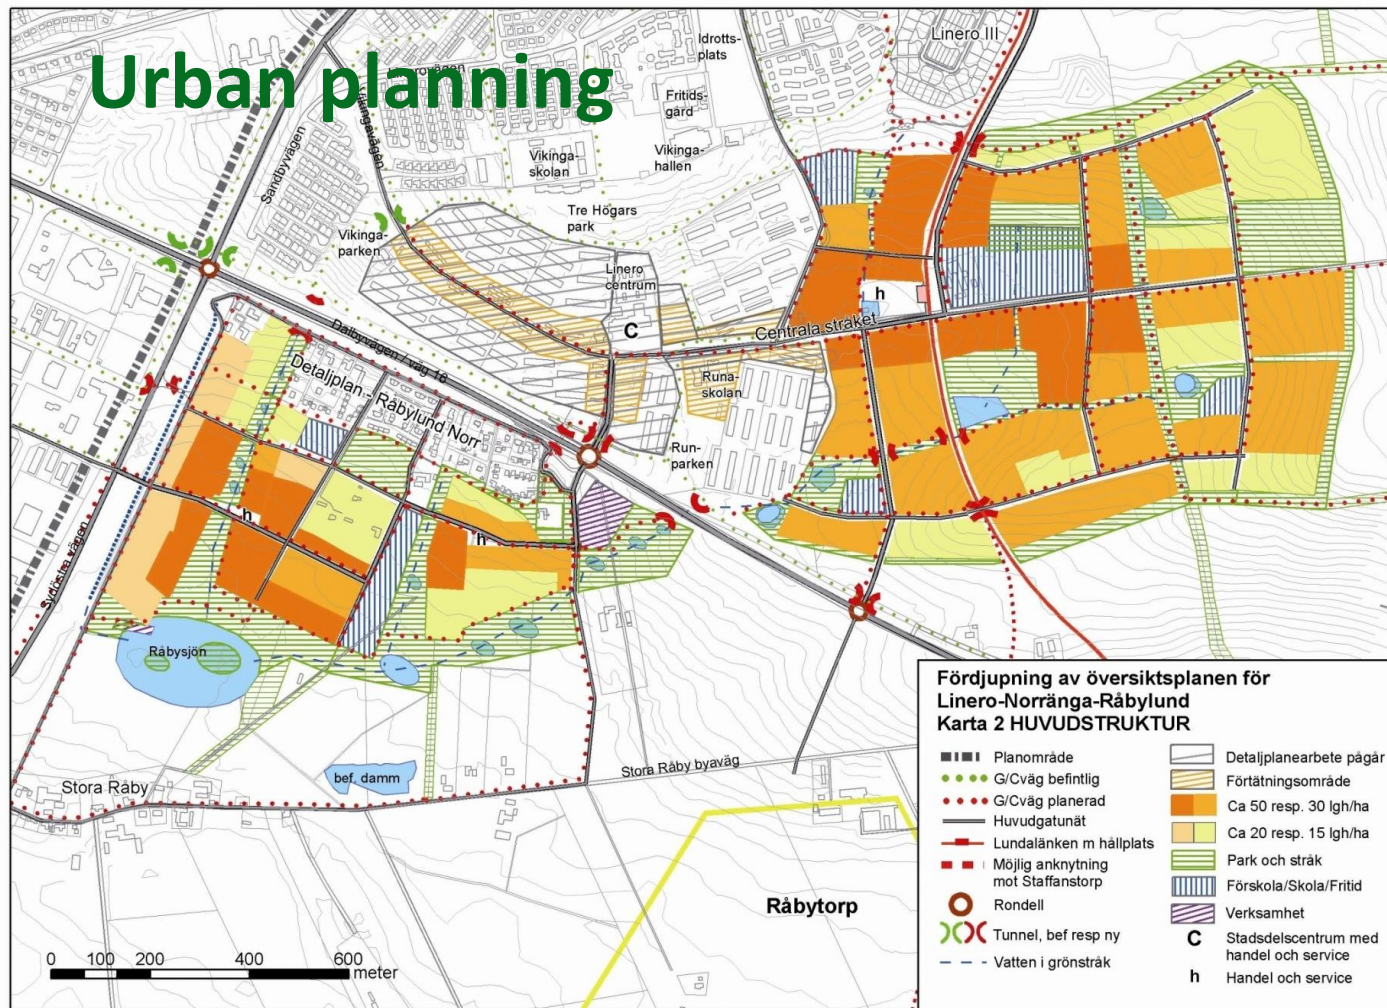 Urban planning
Idrotts-
plats
Linero III
Vikingavägen
Fritids-
gård
Sandbyvägen
Vikinga-
skolan
Vikinga-
hallen
Tre Högars
park
Vikinga-
parken
Linero
centrum
h
C
Centrala stråket
Dalbyvägen / väg 16
Detaljplan - Råbylund Norr
Runa-
skolan
Run-
parken
h
h
Sydöstra vägen
Råbysjön
bef, damm
Stora Råby byaväg
Stora Råby
Råbytorp
0 100 200 400 600
meter
Fördjupning av översiktsplanen för
Linero-Norränga-Råbylund
Karta 2 HUVUDSTRUKTUR
Planområde
G/Cväg befintlig
G/Cväg planerad
Huvudgatunät
Lundalänken m hållplats
Möjlig anknytning
mot Staffanstorp
Rondell
Tunnel, bef resp ny
Vatten i grönstråk
Detaljplanearbete pågår
Förtätningsområde
Ca 50 resp. 30 lgh/ha
Ca 20 resp. 15 lgh/ha
Park och stråk
Förskola/Skola/Fritid
Verksamhet
C Stadsdelscentrum med
handel och service
h Handel och service